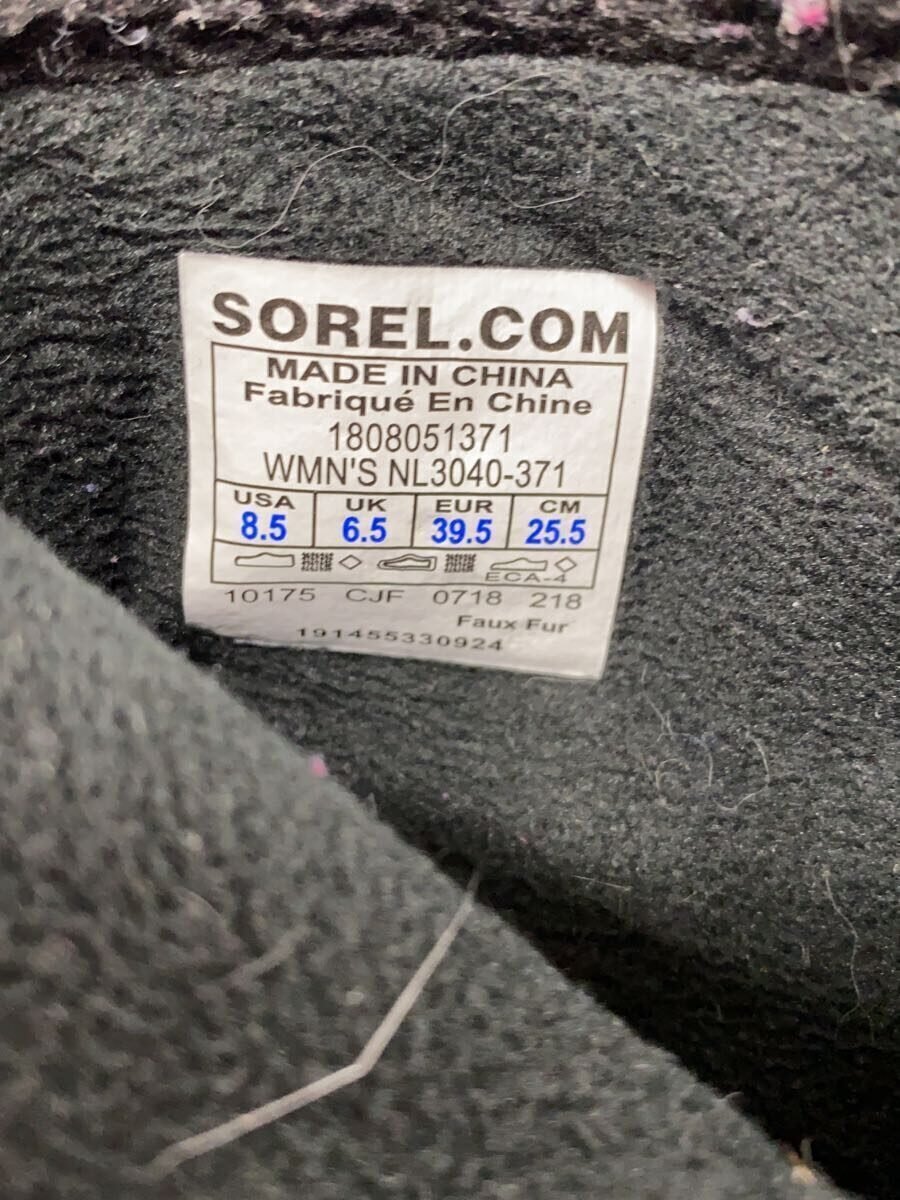 SOREL.COM
MADE IN CHINA
Fabriqué En Chine
1808051371
WMN'S NL3040-371
USA UK EUR CM
8.5 6.5 39.5 25.5
ECA-4
10175 CJF 0718 218
Faux Fur
191455330924